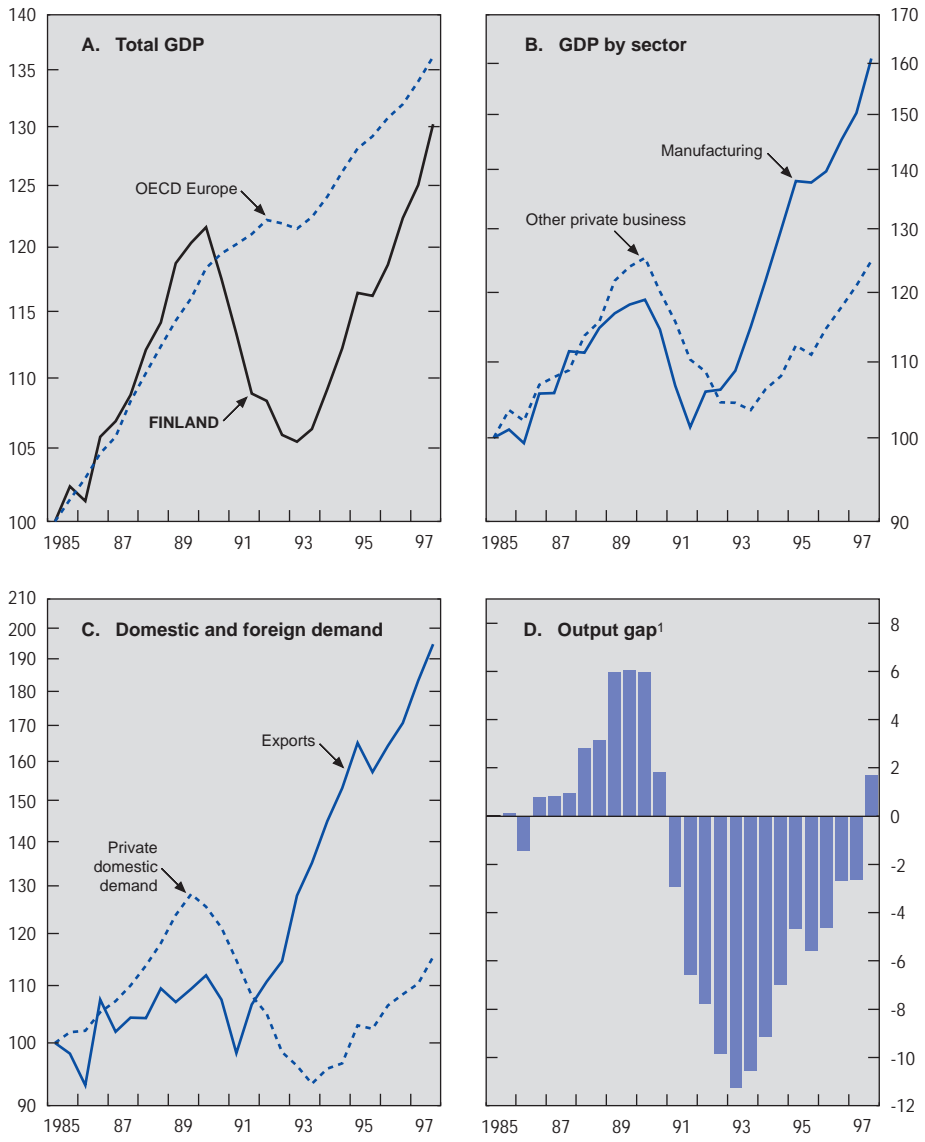 A. Total GDP
140
135
130
125
120
115
110
105
100
OECD Europe
FINLAND
1985 87 89 91 93 95 97
B. GDP by sector
170
160
150
140
130
120
110
100
90
Manufacturing
Other private business
1985 87 89 91 93 95 97
C. Domestic and foreign demand
210
200
190
180
170
160
150
140
130
120
110
100
90
Exports
Private
domestic
demand
1985 87 89 91 93 95 97
D. Output gap¹
8
6
4
2
0
-2
-4
-6
-8
-10
-12
1985 87 89 91 93 95 97